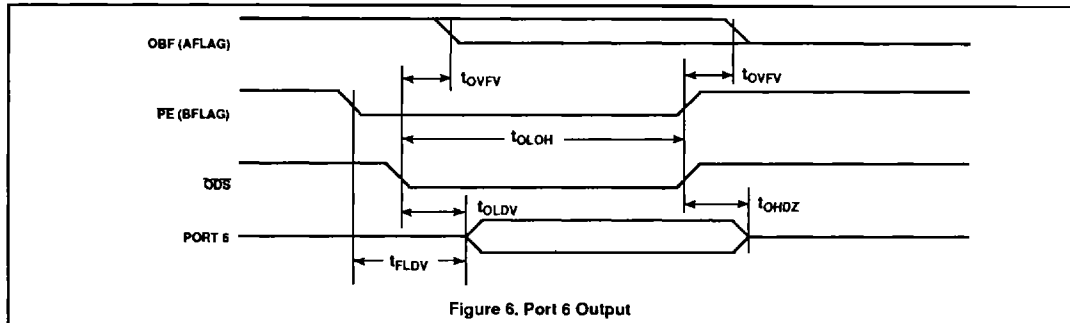 OBF (AFLAG)
tOVFV
tOVFV
PE (BFLAG)
tOLOH
ODS
tOLDV
tOHDZ
PORT 6
tFLDV
Figure 6. Port 6 Output